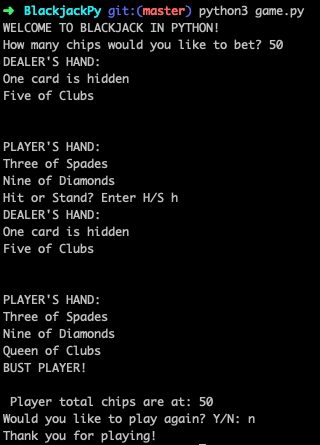 ➜ BlackjackPy git:(master) python3 game.py
WELCOME TO BLACKJACK IN PYTHON!
How many chips would you like to bet? 50
DEALER'S HAND:
One card is hidden
Five of Clubs
PLAYER'S HAND:
Three of Spades
Nine of Diamonds
Hit or Stand? Enter H/S h
DEALER'S HAND:
One card is hidden
Five of Clubs
PLAYER'S HAND:
Three of Spades
Nine of Diamonds
Queen of Clubs
BUST PLAYER!
Player total chips are at: 50
Would you like to play again? Y/N: n
Thank you for playing!